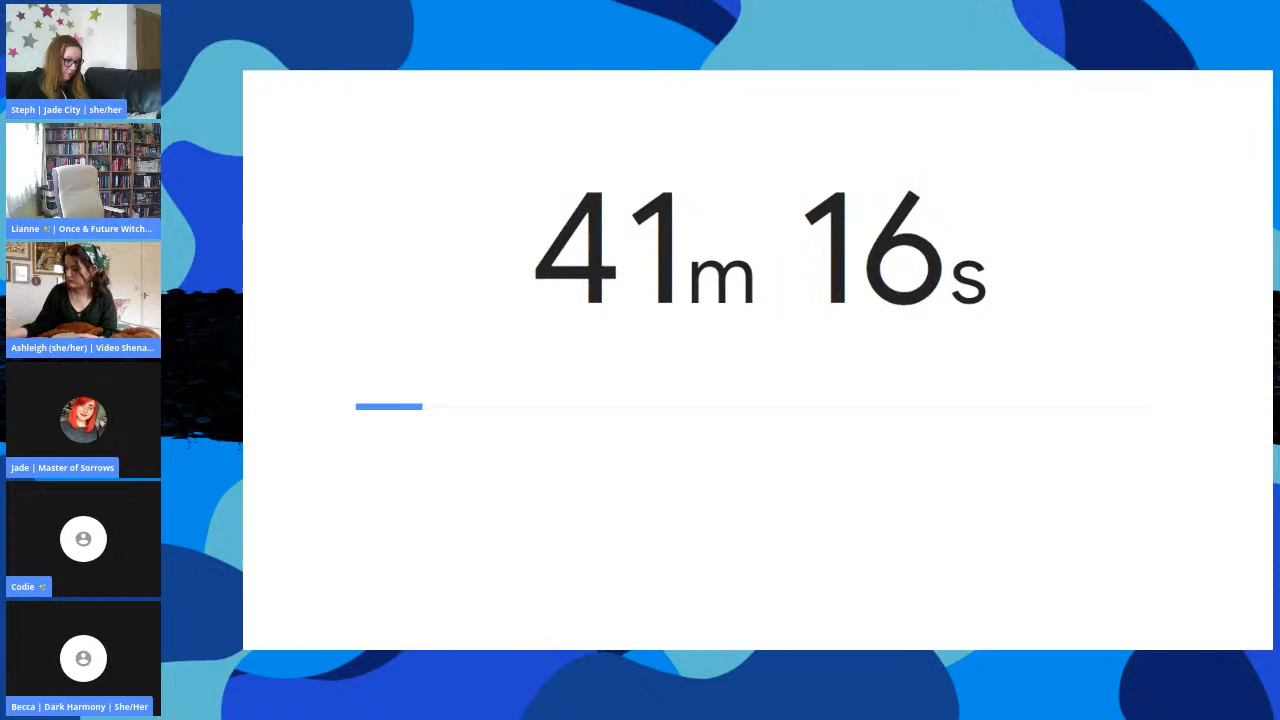 Steph | Jade City | she/her
Lianne ✨ | Once & Future Witch...
Ashleigh (she/her) | Video Shena...
Jade | Master of Sorrows
Codie ✨
Becca | Dark Harmony | She/Her
41m 16s